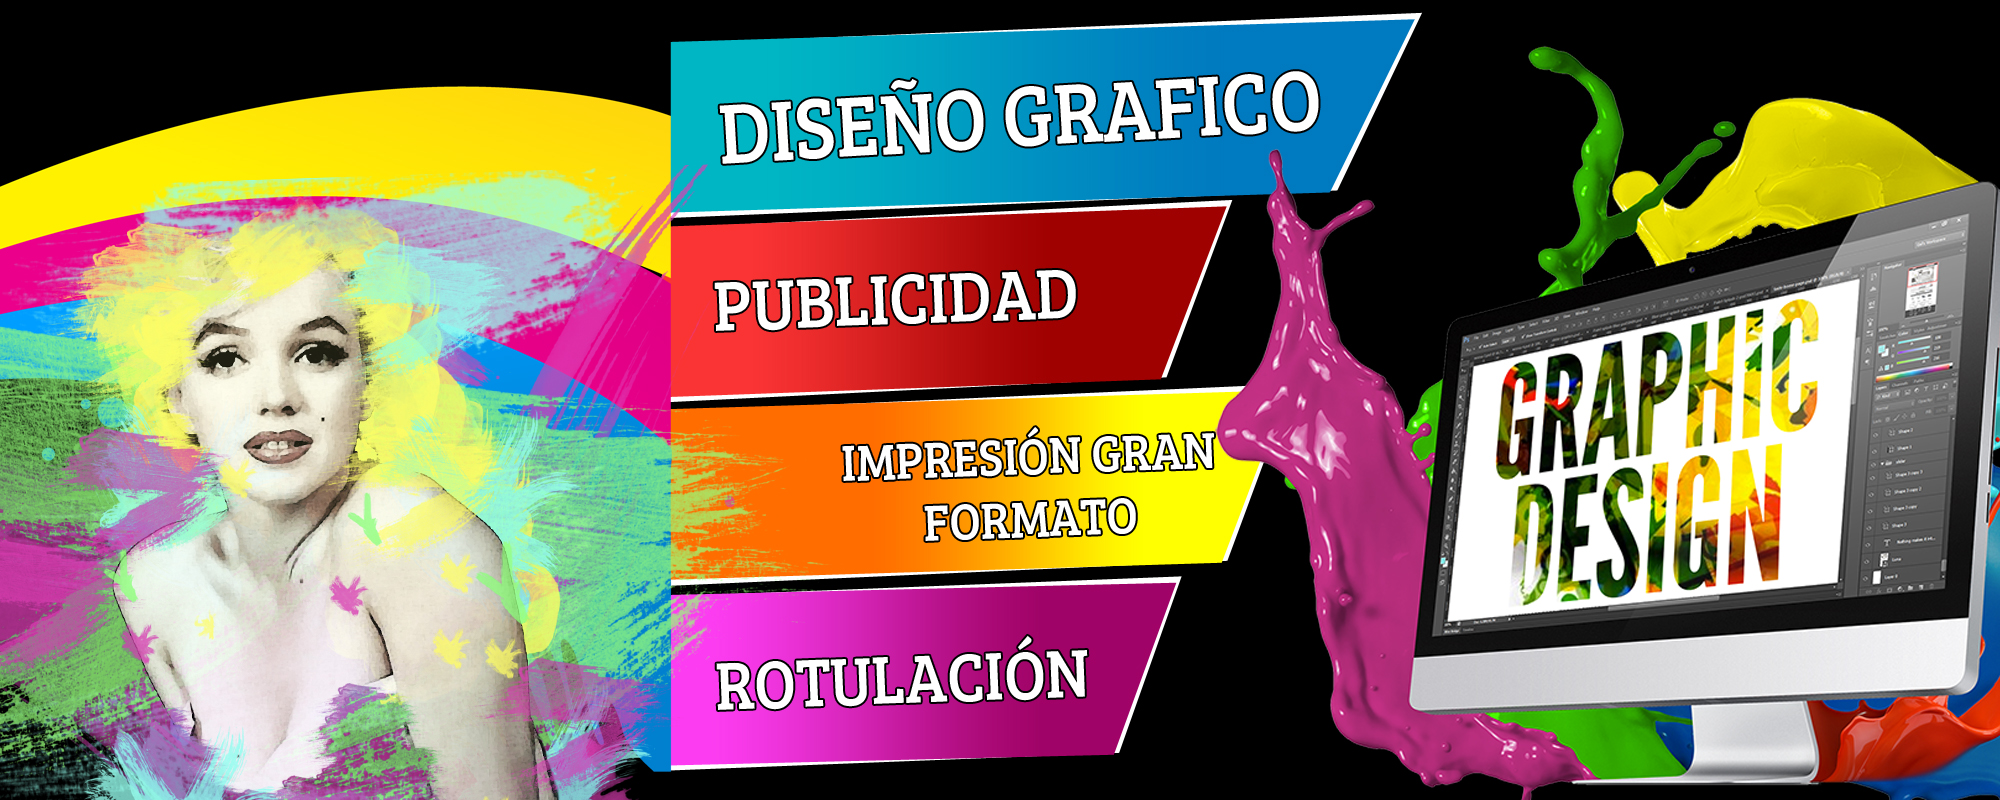 DISEÑO GRAFICO
PUBLICIDAD
IMPRESIÓN GRAN
FORMATO
ROTULACIÓN
GRAPHIC
DESIGN